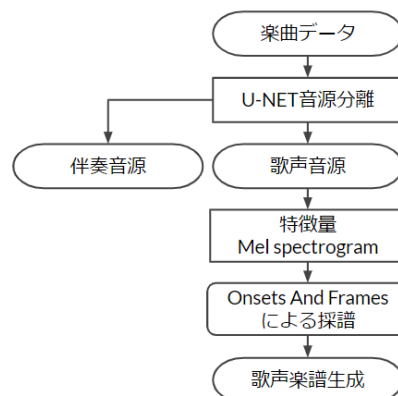 楽曲データ
U-NET音源分離
伴奏音源
歌声音源
特徴量
Mel spectrogram
Onsets And Frames
による採譜
歌声楽譜生成